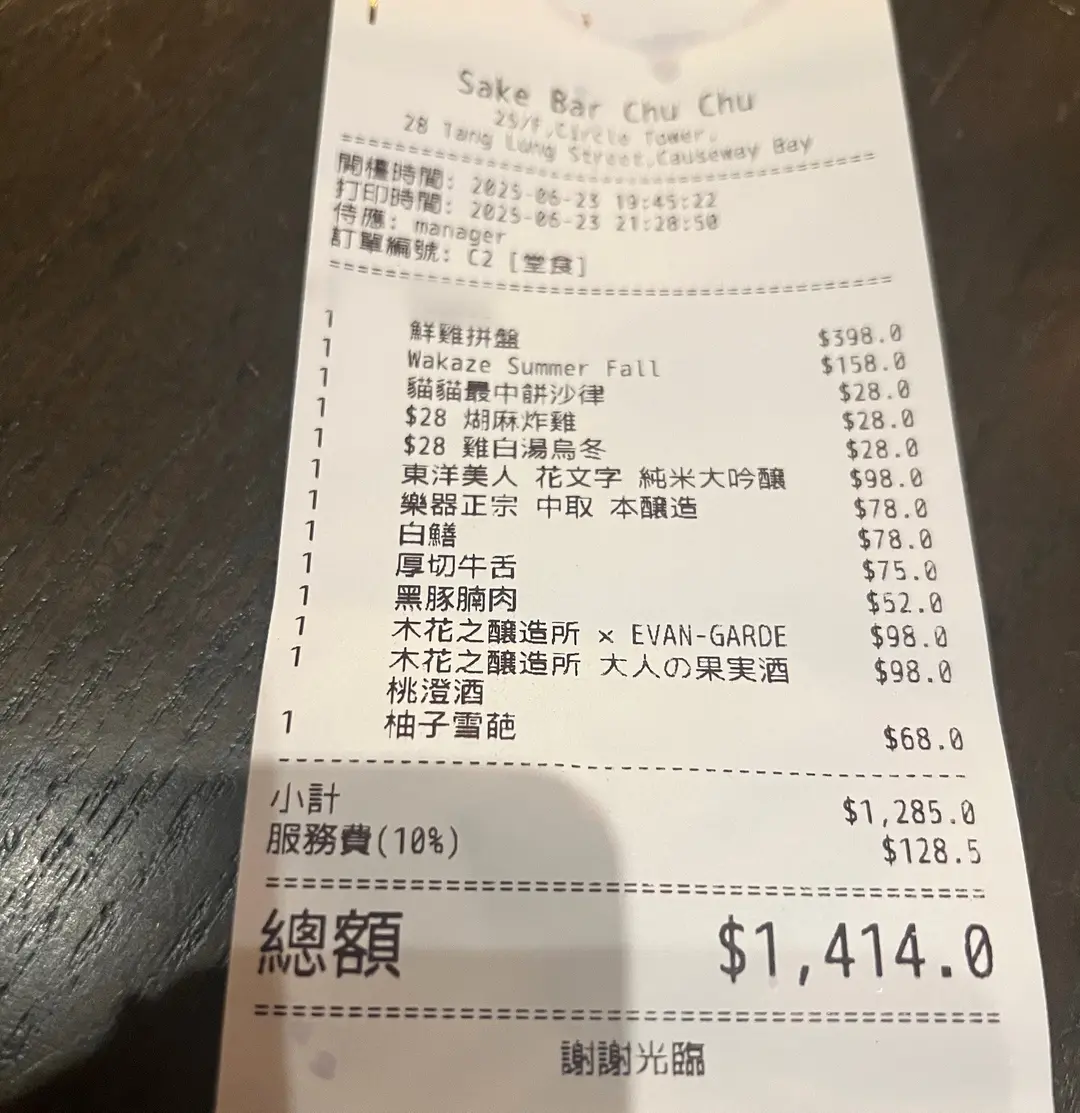 Sake Bar Chu Chu
25/F,Circle Tower,
28 Tang Lung Street,Causeway Bay
================================
開檯時間: 2025-06-23 19:45:22
打印時間: 2025-06-23 21:28:50
侍應: manager
訂單編號: C2 [堂食]
================================
1 鮮雞拼盤 $398.0
1 Wakaze Summer Fall $158.0
1 貓貓最中餅沙律 $28.0
1 $28 煳麻炸雞 $28.0
1 $28 雞白湯烏冬 $28.0
1 東洋美人 花文字 純米大吟釀 $98.0
1 樂器正宗 中取 本釀造 $78.0
1 白鱔 $78.0
1 厚切牛舌 $75.0
1 黑豚腩肉 $52.0
1 木花之釀造所 × EVAN-GARDE $98.0
1 木花之釀造所 大人の果実酒 $98.0
桃澄酒
1 柚子雪葩 $68.0
--------------------------------
小計 $1,285.0
服務費(10%) $128.5
================================
總額 $1,414.0
================================
謝謝光臨